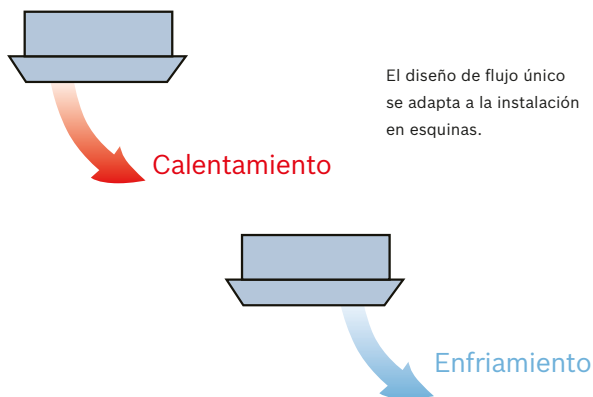 El diseño de flujo único
se adapta a la instalación
en esquinas.
Calentamiento
Enfriamiento